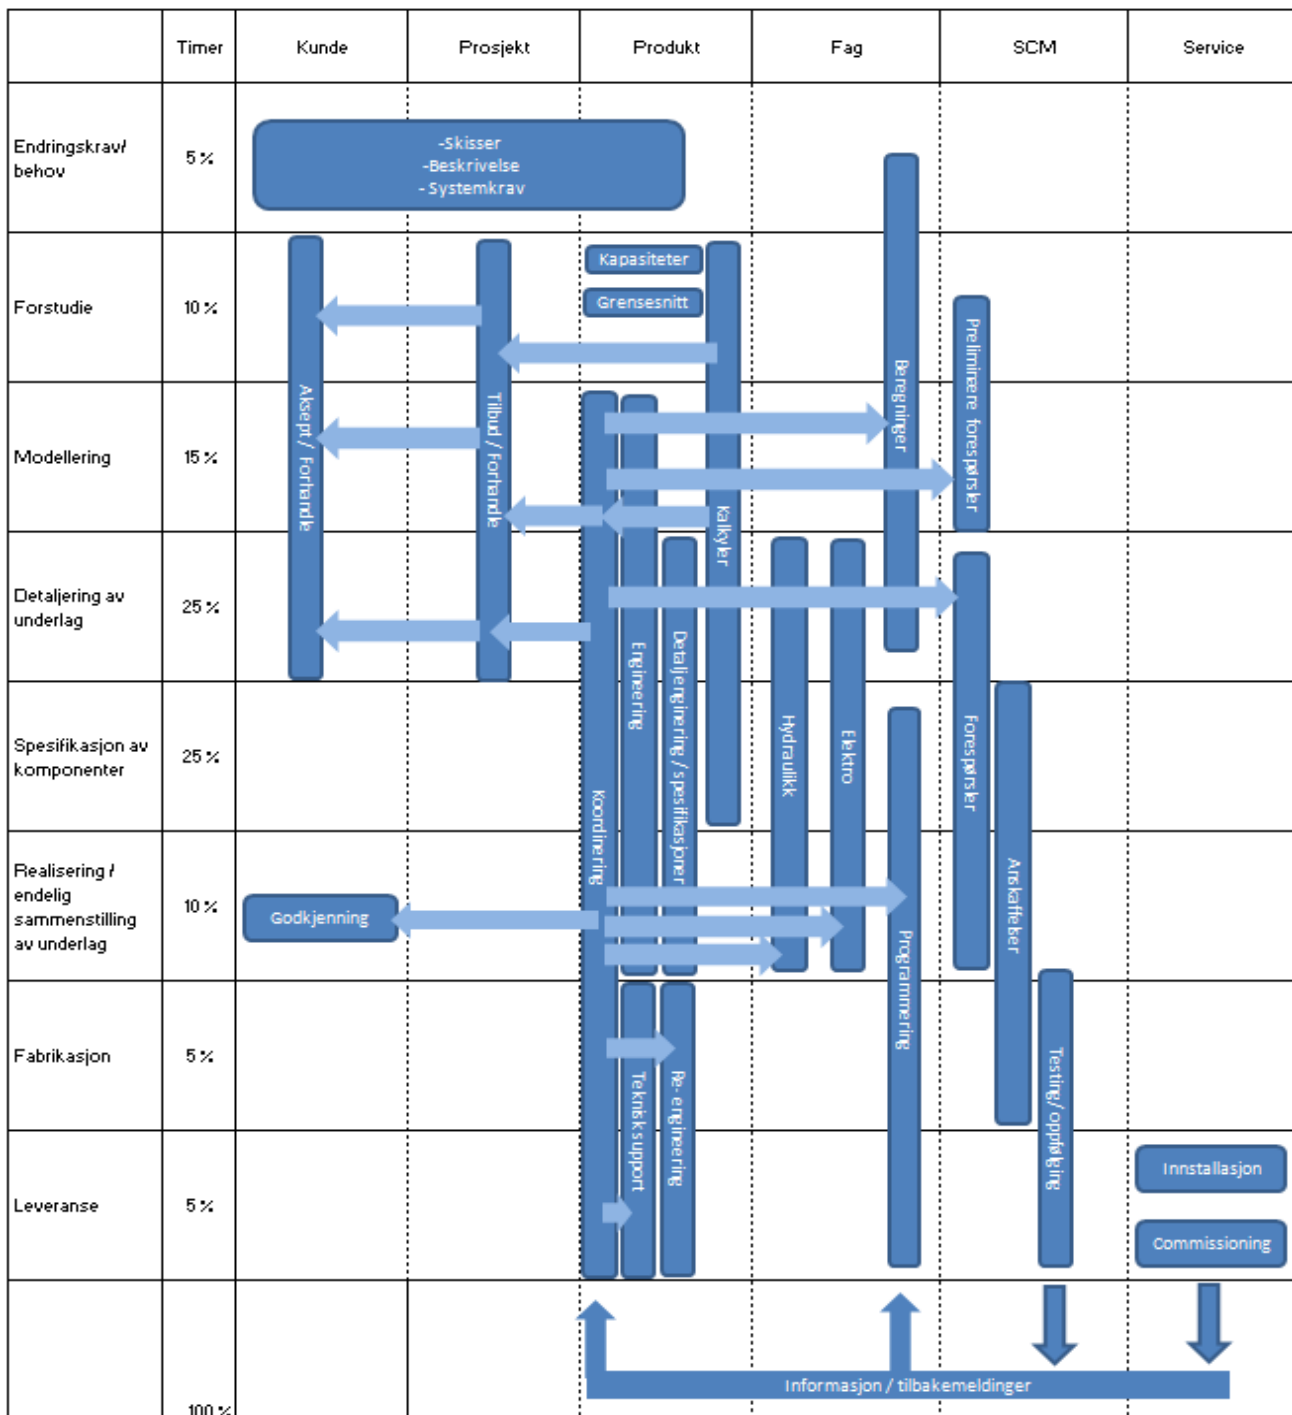 Timer
Kunde
Prosjekt
Produkt
Fag
SCM
Service
Endringskrav/
behov
5 %
-Skisser
-Beskrivelse
- Systemkrav
Forstudie
10 %
Kapasiteter
Grensesnitt
Modellering
15 %
Aksept / Forhandle
Tilbud / Forhandle
Kalkyler
Beregninger
Preliminære forespørsler
Detaljering av
underlag
25 %
Engineering
Detaljenginering / spesifikasjoner
Spesifikasjon av
komponenter
25 %
Koordinering
Hydraulikk
Elektro
Forespørsler
Realisering /
endelig
sammenstilling
av underlag
10 %
Godkjenning
Programmering
Anskaffelser
Fabrikasjon
5 %
Teknisk support
Re- engineering
Testing/ oppfølging
Leveranse
5 %
Innstallasjon
Commissioning
Informasjon / tilbakemeldinger
100 %